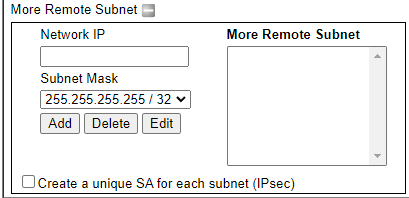 More Remote Subnet
Network IP
More Remote Subnet
Subnet Mask
255.255.255.255 / 32
Add Delete Edit
Create a unique SA for each subnet (IPsec)